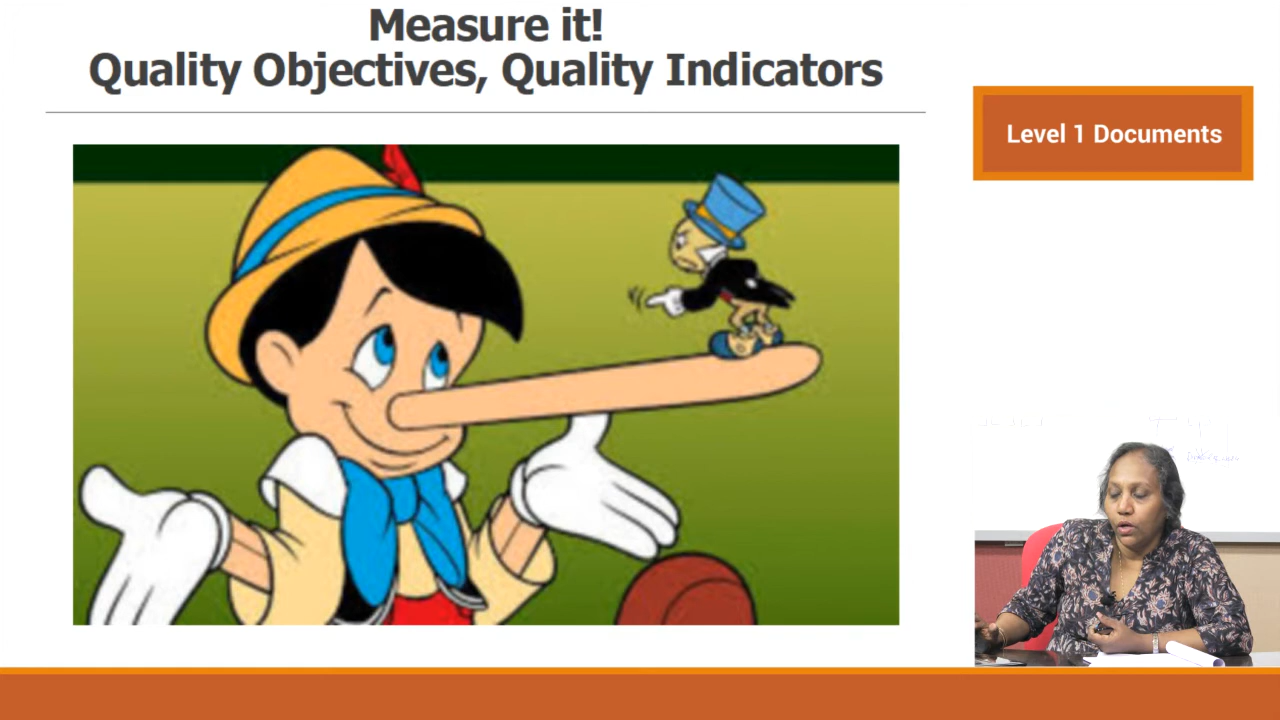 Measure it!
Quality Objectives, Quality Indicators
Level 1 Documents